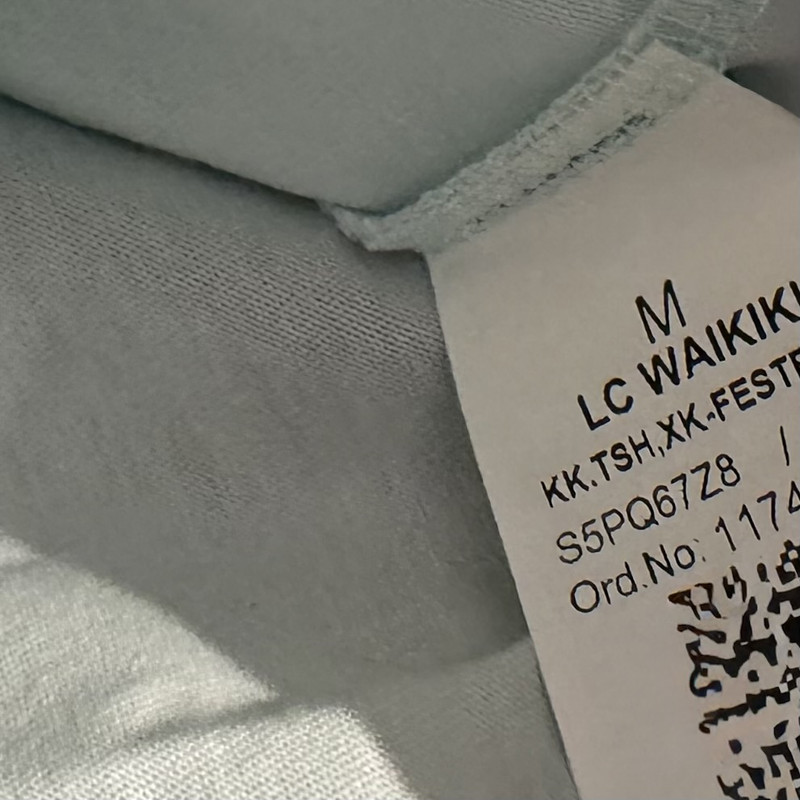 M
LC WAIKIKI
KK.TSH,XK-FESTE
S5PQ67Z8 /
Ord.No: 1174